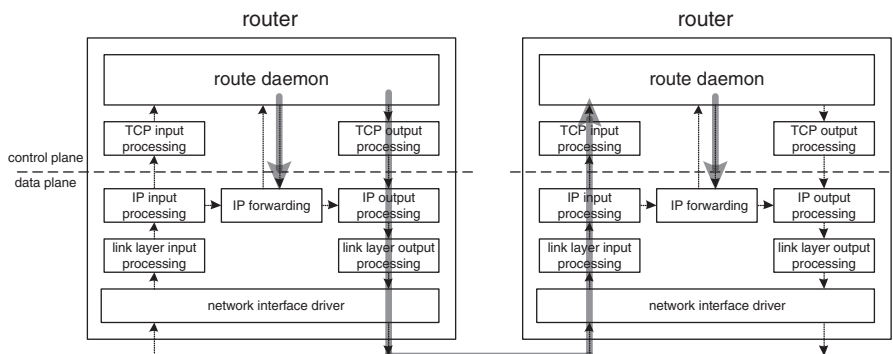 router
route daemon
TCP input
processing
TCP output
processing
control plane
data plane
IP input
processing
IP forwarding
IP output
processing
link layer input
processing
link layer output
processing
network interface driver
router
route daemon
TCP input
processing
TCP output
processing
IP input
processing
IP forwarding
IP output
processing
link layer input
processing
link layer output
processing
network interface driver